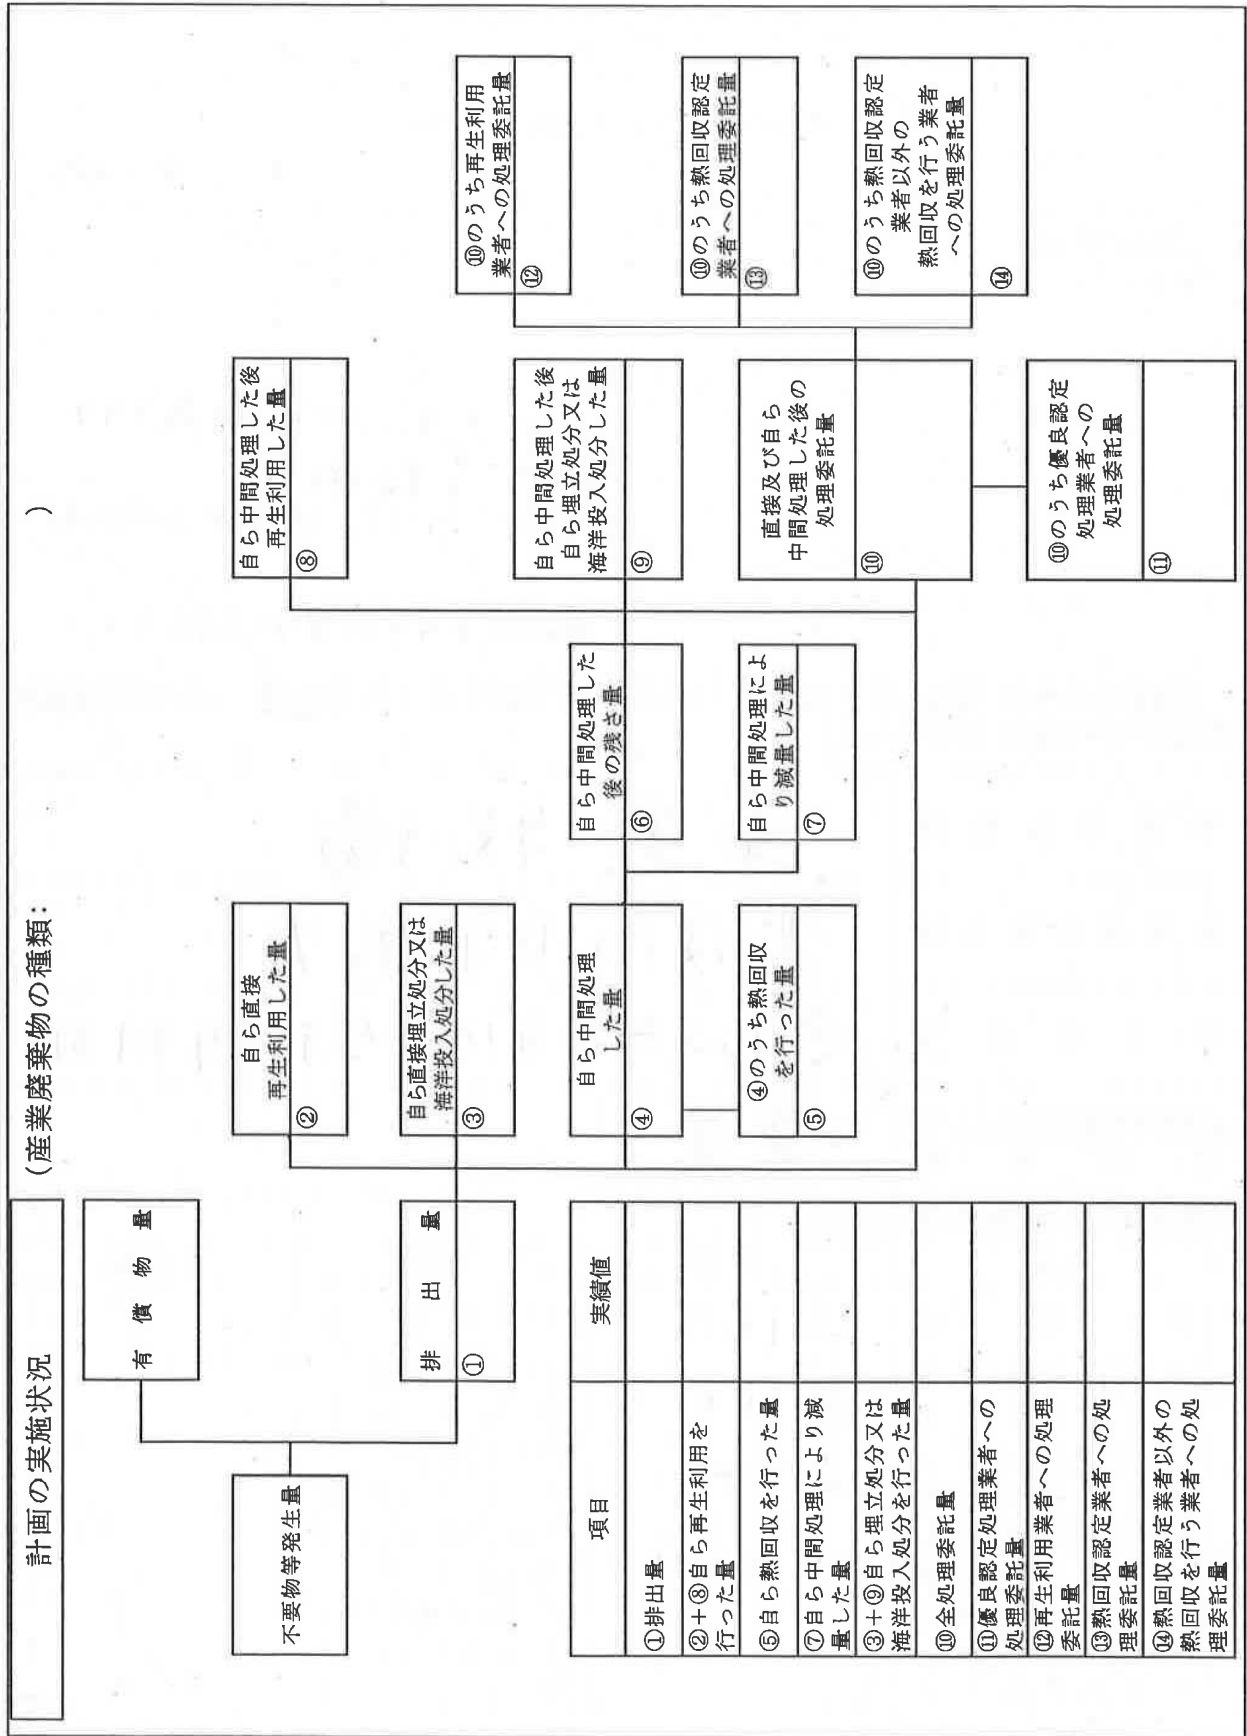 計画の実施状況
(産業廃棄物の種類: )
有償物量
不要物等発生量
排出量
①
自ら直接
再生利用した量
②
自ら直接埋立処分又は
海洋投入処分した量
③
自ら中間処理
した量
④
④のうち熱回収
を行った量
⑤
自ら中間処理した
後の残さ量
⑥
自ら中間処理によ
り減量した量
⑦
自ら中間処理した後
再生利用した量
⑧
自ら中間処理した後
自ら埋立処分又は
海洋投入処分した量
⑨
直接及び自ら
中間処理した後の
処理委託量
⑩
⑩のうち優良認定
処理業者への
処理委託量
⑪
⑩のうち再生利用
業者への処理委託量
⑫
⑩のうち熱回収認定
業者への処理委託量
⑬
⑩のうち熱回収認定
業者以外の
熱回収を行う業者
への処理委託量
⑭
項目
実績値
①排出量
②+⑧自ら再生利用を
行った量
⑤自ら熱回収を行った量
⑦自ら中間処理により減
量した量
③+⑨自ら埋立処分又は
海洋投入処分を行った量
⑩全処理委託量
⑪優良認定処理業者への
処理委託量
⑫再生利用業者への処理
委託量
⑬熱回収認定業者への処
理委託量
⑭熱回収認定業者以外の
熱回収を行う業者への処
理委託量